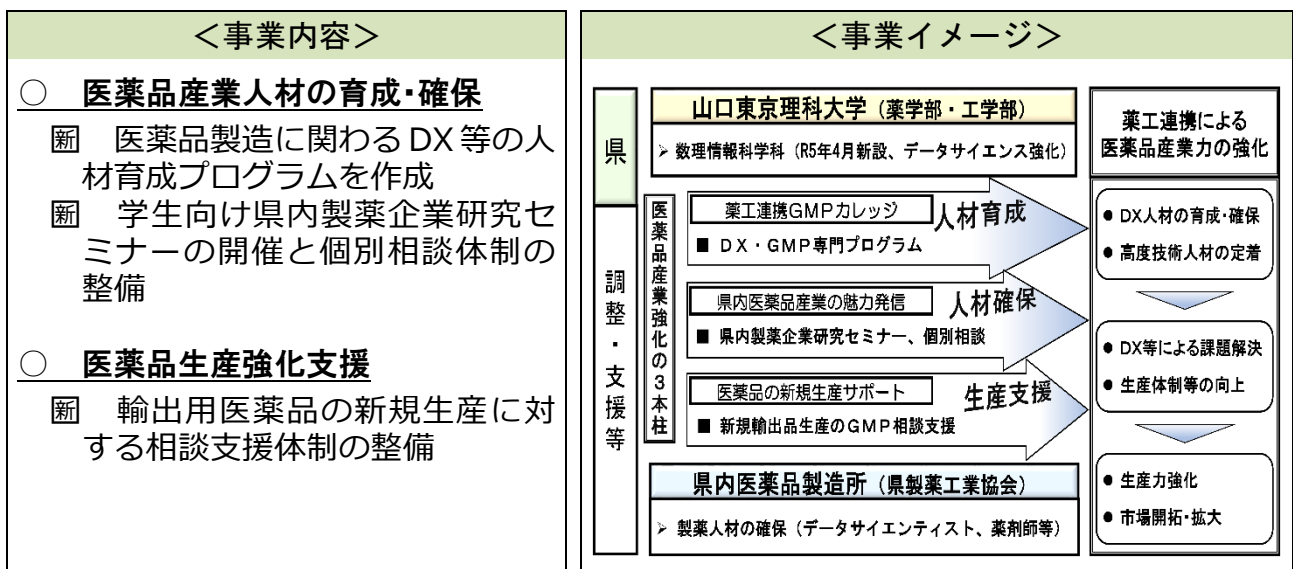 ＜事業内容＞
○　医薬品産業人材の育成・確保
新　医薬品製造に関わるDX等の人
材育成プログラムを作成
新　学生向け県内製薬企業研究セ
ミナーの開催と個別相談体制の
整備
○　医薬品生産強化支援
新　輸出用医薬品の新規生産に対
する相談支援体制の整備
＜事業イメージ＞
県
調整・支援等
山口東京理科大学（薬学部・工学部）
➢ 数理情報科学科（R5年4月新設、データサイエンス強化）
医薬品産業強化の3本柱
薬工連携GMPカレッジ
人材育成
■ DX・GMP専門プログラム
県内医薬品産業の魅力発信
人材確保
■ 県内製薬企業研究セミナー、個別相談
医薬品の新規生産サポート
生産支援
■ 新規輸出品生産のGMP相談支援
県内医薬品製造所（県製薬工業協会）
➢ 製薬人材の確保（データサイエンティスト、薬剤師等）
薬工連携による
医薬品産業力の強化
● DX人材の育成・確保
● 高度技術人材の定着
● DX等による課題解決
● 生産体制等の向上
● 生産力強化
● 市場開拓・拡大